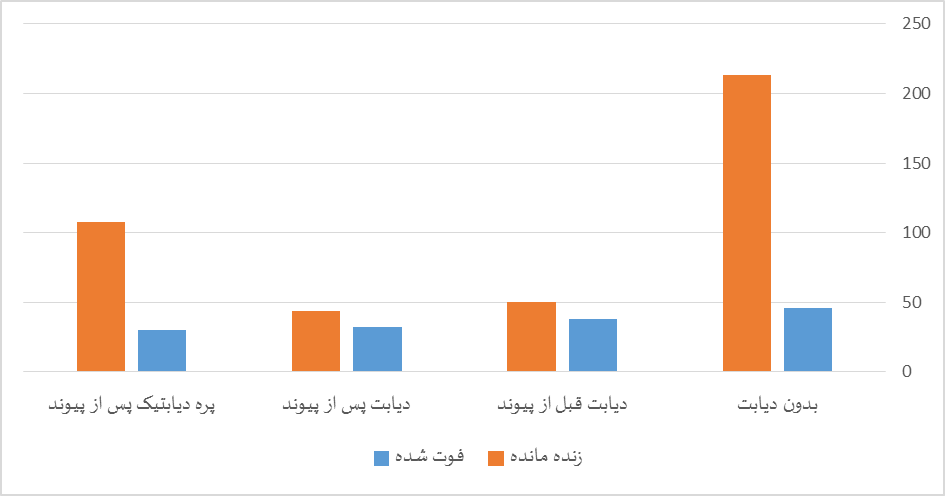 250
200
150
100
50
0
بدون دیابت
دیابت قبل از پیوند
دیابت پس از پیوند
پره دیابتیک پس از پیوند
فوت شده
زنده مانده